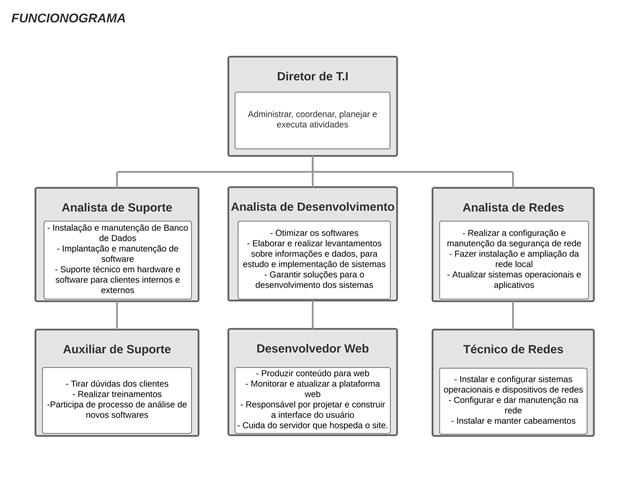 FUNCIONOGRAMA
Diretor de T.I
Administrar, coordenar, planejar e
executa atividades
Analista de Suporte
- Instalação e manutenção de Banco
de Dados
- Implantação e manutenção de
software
- Suporte técnico em hardware e
software para clientes internos e
externos
Analista de Desenvolvimento
- Otimizar os softwares
- Elaborar e realizar levantamentos
sobre informações e dados, para
estudo e implementação de sistemas
- Garantir soluções para o
desenvolvimento dos sistemas
Analista de Redes
- Realizar a configuração e
manutenção da segurança de rede
- Fazer instalação e ampliação da
rede local
- Atualizar sistemas operacionais e
aplicativos
Auxiliar de Suporte
- Tirar dúvidas dos clientes
- Realizar treinamentos
-Participa de processo de análise de
novos softwares
Desenvolvedor Web
- Produzir conteúdo para web
- Monitorar e atualizar a plataforma
web
- Responsável por projetar e construir
a interface do usuário
- Cuida do servidor que hospeda o site.
Técnico de Redes
- Instalar e configurar sistemas
operacionais e dispositivos de redes
- Configurar e dar manutenção na
rede
- Instalar e manter cabeamentos